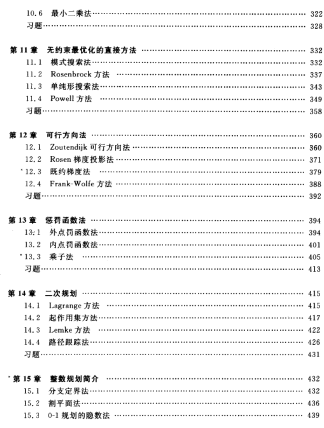 10.6 最小二乘法 …… 322
习题 …… 328
第 11 章 无约束最优化的直接方法 …… 332
11.1 模式搜索法 …… 332
11.2 Rosenbrock 方法 …… 337
11.3 单纯形搜索法 …… 343
11.4 Powell 方法 …… 349
习题 …… 358
第 12 章 可行方向法 …… 360
12.1 Zoutendijk 可行方向法 …… 360
12.2 Rosen 梯度投影法 …… 371
*12.3 既约梯度法 …… 379
12.4 Frank-Wolfe 方法 …… 388
习题 …… 392
第 13 章 惩罚函数法 …… 394
13.1 外点罚函数法 …… 394
13.2 内点罚函数法 …… 401
*13.3 乘子法 …… 405
习题 …… 413
第 14 章 二次规划 …… 415
14.1 Lagrange 方法 …… 415
14.2 起作用集方法 …… 417
14.3 Lemke 方法 …… 422
14.4 路径跟踪法 …… 426
习题 …… 431
*第 15 章 整数规划简介 …… 432
15.1 分支定界法 …… 432
15.2 割平面法 …… 436
15.3 0-1 规划的隐数法 …… 439